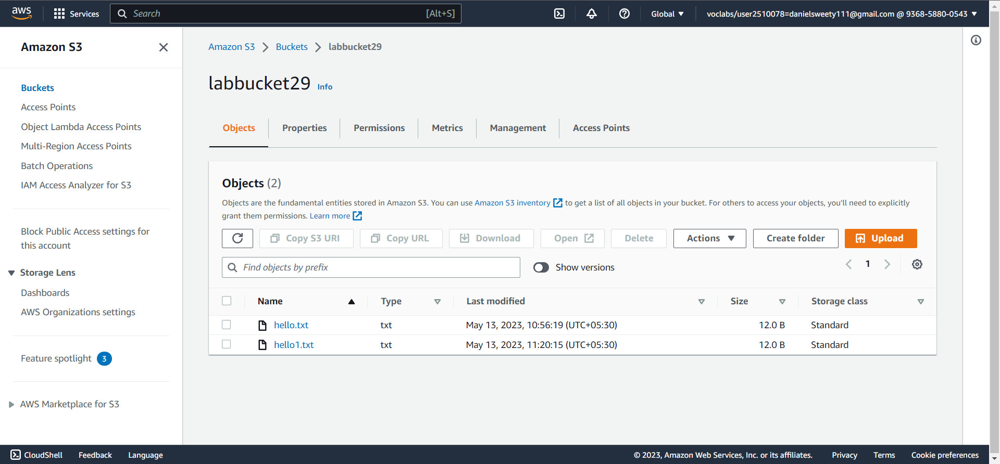 aws Services Search [Alt+S] Global voclabs/user2510078=danielsweety111@gmail.com @ 9368-5880-0543
Amazon S3
Buckets
Access Points
Object Lambda Access Points
Multi-Region Access Points
Batch Operations
IAM Access Analyzer for S3
Block Public Access settings for
this account
Storage Lens
Dashboards
AWS Organizations settings
Feature spotlight 3
AWS Marketplace for S3
Amazon S3 Buckets labbucket29
labbucket29 Info
Objects Properties Permissions Metrics Management Access Points
Objects (2)
Objects are the fundamental entities stored in Amazon S3. You can use Amazon S3 inventory to get a list of all objects in your bucket. For others to access your objects, you'll need to explicitly
grant them permissions. Learn more
Copy S3 URI Copy URL Download Open Delete Actions Create folder Upload
Find objects by prefix Show versions 1
Name Type Last modified Size Storage class
hello.txt txt May 13, 2023, 10:56:19 (UTC+05:30) 12.0 B Standard
hello1.txt txt May 13, 2023, 11:20:15 (UTC+05:30) 12.0 B Standard
CloudShell Feedback Language © 2023, Amazon Web Services, Inc. or its affiliates. Privacy Terms Cookie preferences